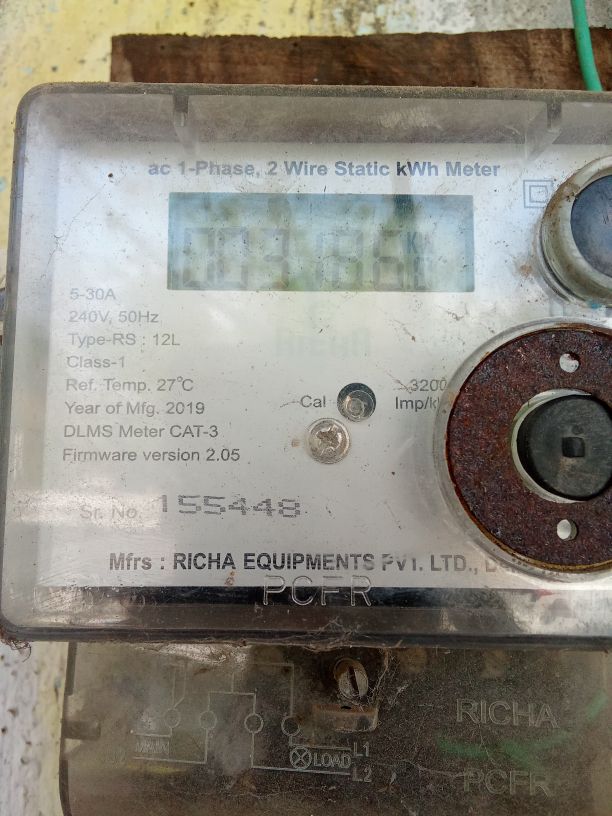 ac 1-Phase, 2 Wire Static kWh Meter
5-30A
240V, 50Hz
Type-RS : 12L
Class-1
Ref. Temp. 27°C
Year of Mfg. 2019
DLMS Meter CAT-3
Firmware version 2.05
Cal
3200
Imp/k
Sr. No. 155448
Mfrs : RICHA EQUIPMENTS PVT. LTD.,
PCFR
MAIN
LOAD
L1
L2
RICHA
PCFR